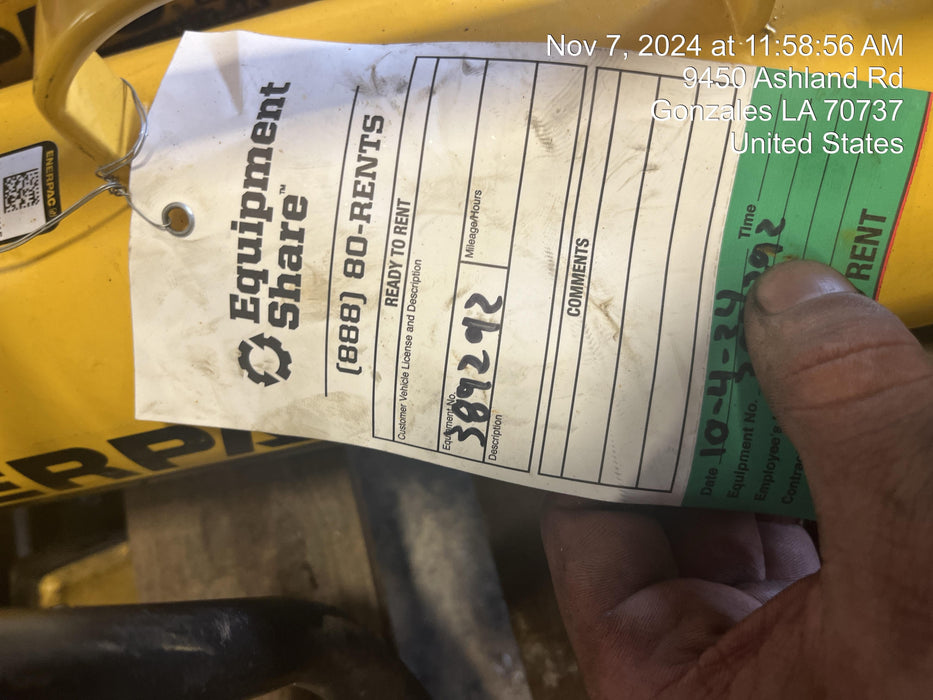 Nov 7, 2024 at 11:58:56 AM
9450 Ashland Rd
Gonzales LA 70737
United States
ENERPAC
Equipment
Share™
(888) 80-RENTS
READY TO RENT
Customer Vehicle License and Description
Equipment No. Mileage/Hours
389292
Description
COMMENTS
Date 10-4-24 Time
Equipment No.
Employee's
RENT